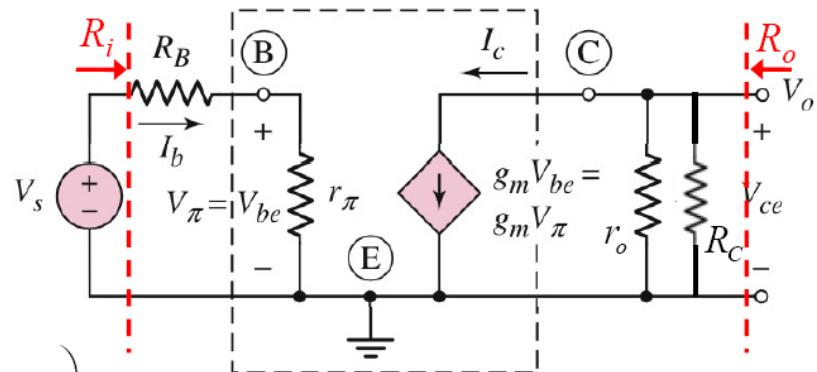 R_i
R_B
B
I_c
C
R_o
V_o
I_b
+
+
V_s
+
−
V_π = V_be
r_π
g_m V_be =
g_m V_π
r_o
R_C
V_ce
−
E
−
)